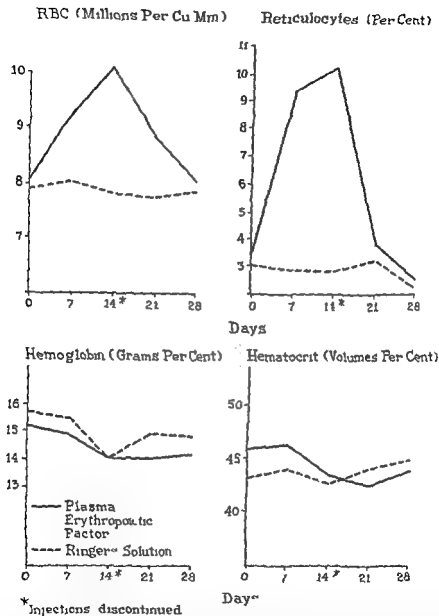 RBC (Millions Per Cu Mm)
10
9
8
7
0 7 14* 21 28
Reticulocytes (Per Cent)
11
10
9
8
7
6
5
4
3
0 7 14* 21 28
Days
Hemoglobin (Grams Per Cent)
16
15
14
13
Plasma
Erythropoetic
Factor
Ringer's Solution
0 7 14* 21 28
Hematocrit (Volumes Per Cent)
50
45
40
0 7 14* 21 28
Days
*Injections discontinued